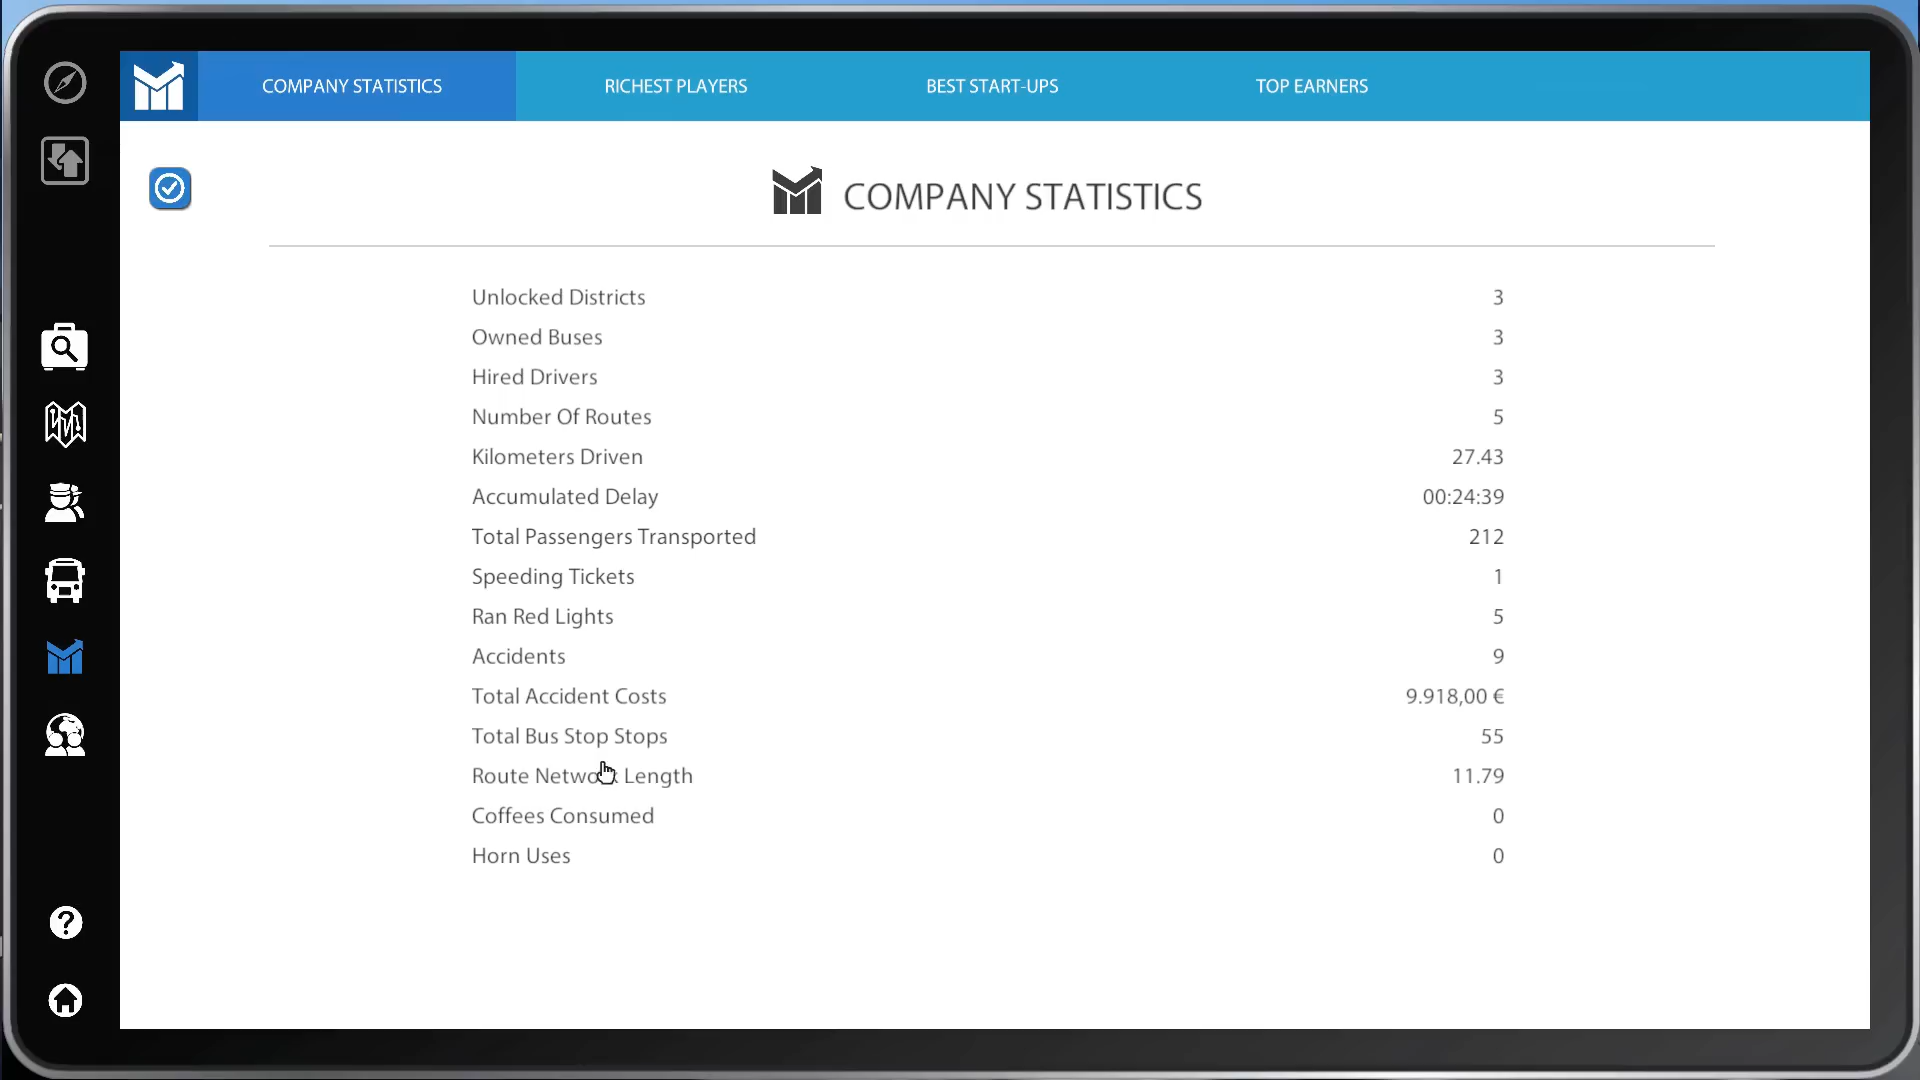 COMPANY STATISTICS RICHEST PLAYERS BEST START-UPS TOP EARNERS
COMPANY STATISTICS
Unlocked Districts 3
Owned Buses 3
Hired Drivers 3
Number Of Routes 5
Kilometers Driven 27.43
Accumulated Delay 00:24:39
Total Passengers Transported 212
Speeding Tickets 1
Ran Red Lights 5
Accidents 9
Total Accident Costs 9.918,00 €
Total Bus Stop Stops 55
Route Network Length 11.79
Coffees Consumed 0
Horn Uses 0